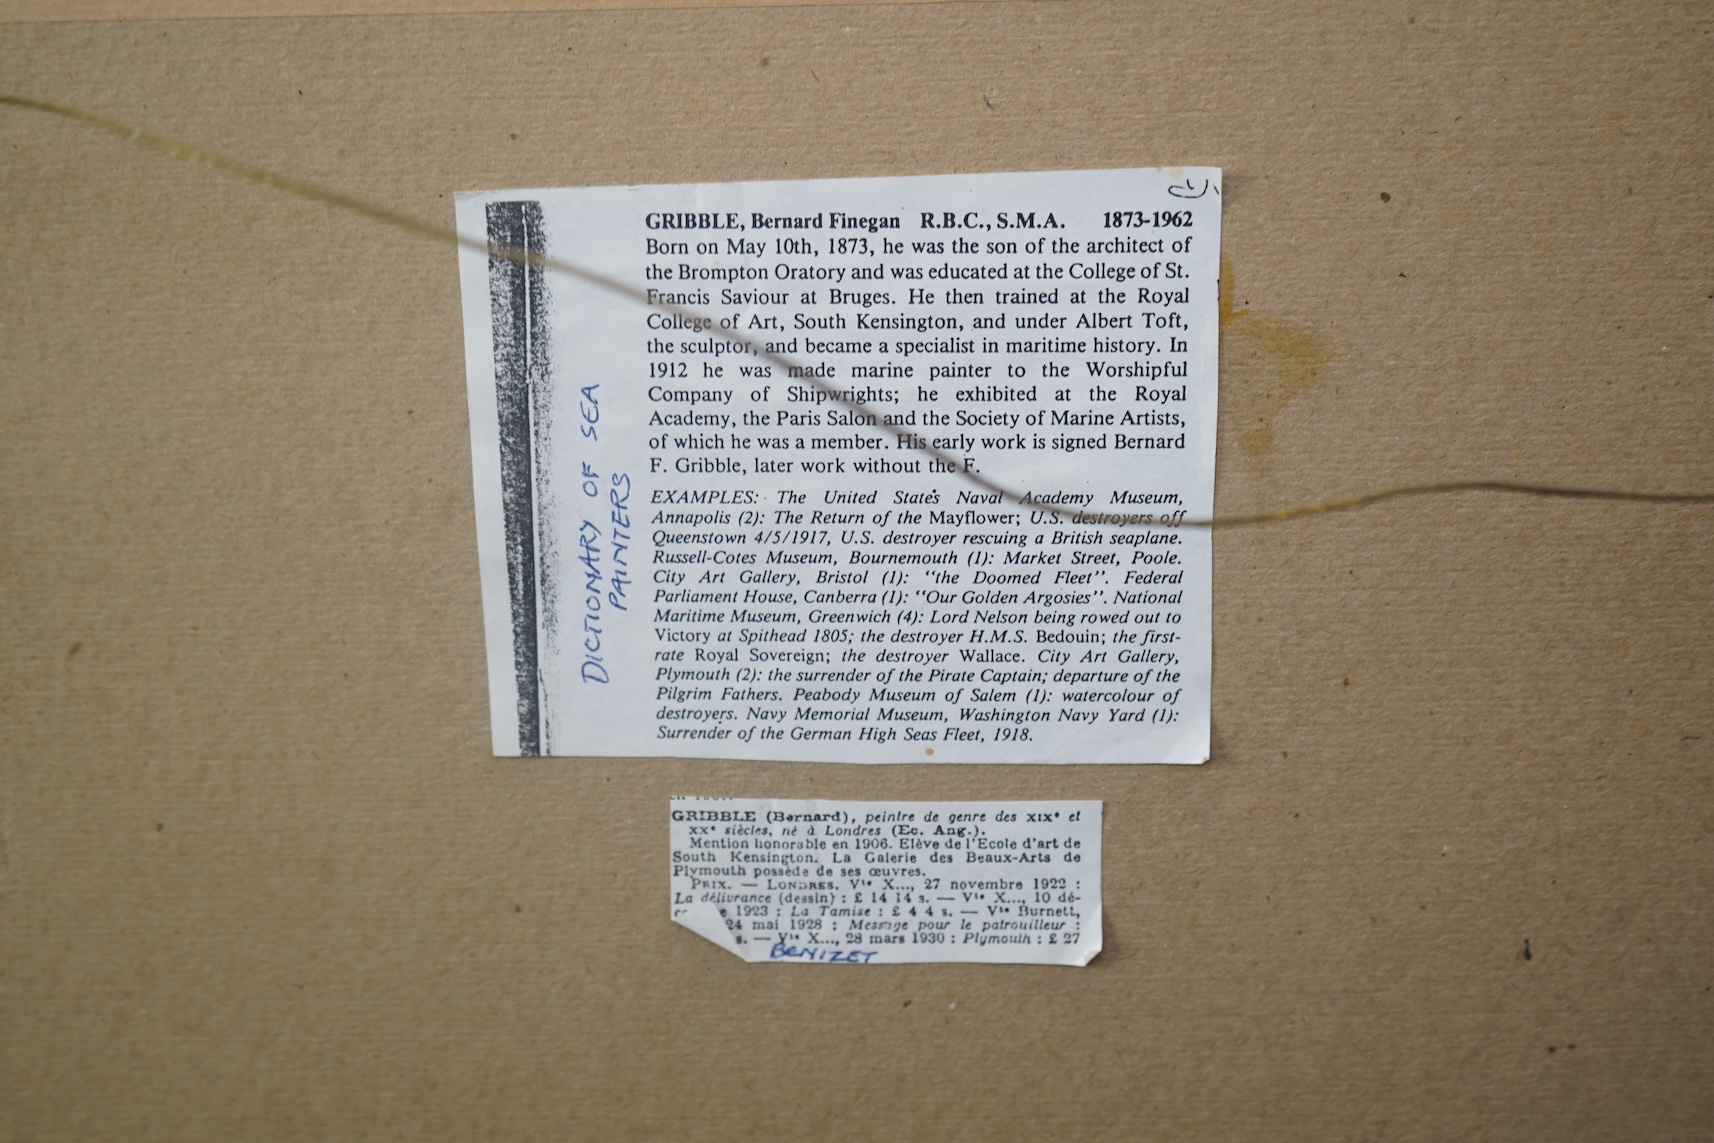 GRIBBLE, Bernard Finegan R.B.C., S.M.A. 1873-1962
Born on May 10th, 1873, he was the son of the architect of
the Brompton Oratory and was educated at the College of St.
Francis Saviour at Bruges. He then trained at the Royal
College of Art, South Kensington, and under Albert Toft,
the sculptor, and became a specialist in maritime history. In
1912 he was made marine painter to the Worshipful
Company of Shipwrights; he exhibited at the Royal
Academy, the Paris Salon and the Society of Marine Artists,
of which he was a member. His early work is signed Bernard
F. Gribble, later work without the F.
EXAMPLES: The United State's Naval Academy Museum,
Annapolis (2): The Return of the Mayflower; U.S. destroyers off
Queenstown 4/5/1917, U.S. destroyer rescuing a British seaplane.
Russell-Cotes Museum, Bournemouth (1): Market Street, Poole.
City Art Gallery, Bristol (1): "the Doomed Fleet". Federal
Parliament House, Canberra (1): "Our Golden Argosies". National
Maritime Museum, Greenwich (4): Lord Nelson being rowed out to
Victory at Spithead 1805; the destroyer H.M.S. Bedouin; the first-
rate Royal Sovereign; the destroyer Wallace. City Art Gallery,
Plymouth (2): the surrender of the Pirate Captain; departure of the
Pilgrim Fathers. Peabody Museum of Salem (1): watercolour of
destroyers. Navy Memorial Museum, Washington Navy Yard (1):
Surrender of the German High Seas Fleet, 1918.
DICTIONARY OF SEA
PAINTERS
GRIBBLE (Bernard), peintre de genre des XIXe et
XXe siècles, né à Londres (Ec. Ang.).
Mention honorable en 1906. Elève de l'Ecole d'art de
South Kensington. La Galerie des Beaux-Arts de
Plymouth possède de ses œuvres.
PRIX. — LONDRES. Vte X..., 27 novembre 1922 :
La délivrance (dessin) : £ 14 14 s. — Vte X..., 10 dé-
e 1923 : La Tamise : £ 4 4 s. — Vte Burnett,
24 mai 1928 : Message pour le patrouilleur :
s. — Vte X..., 28 mars 1930 : Plymouth : £ 27
BENIZET